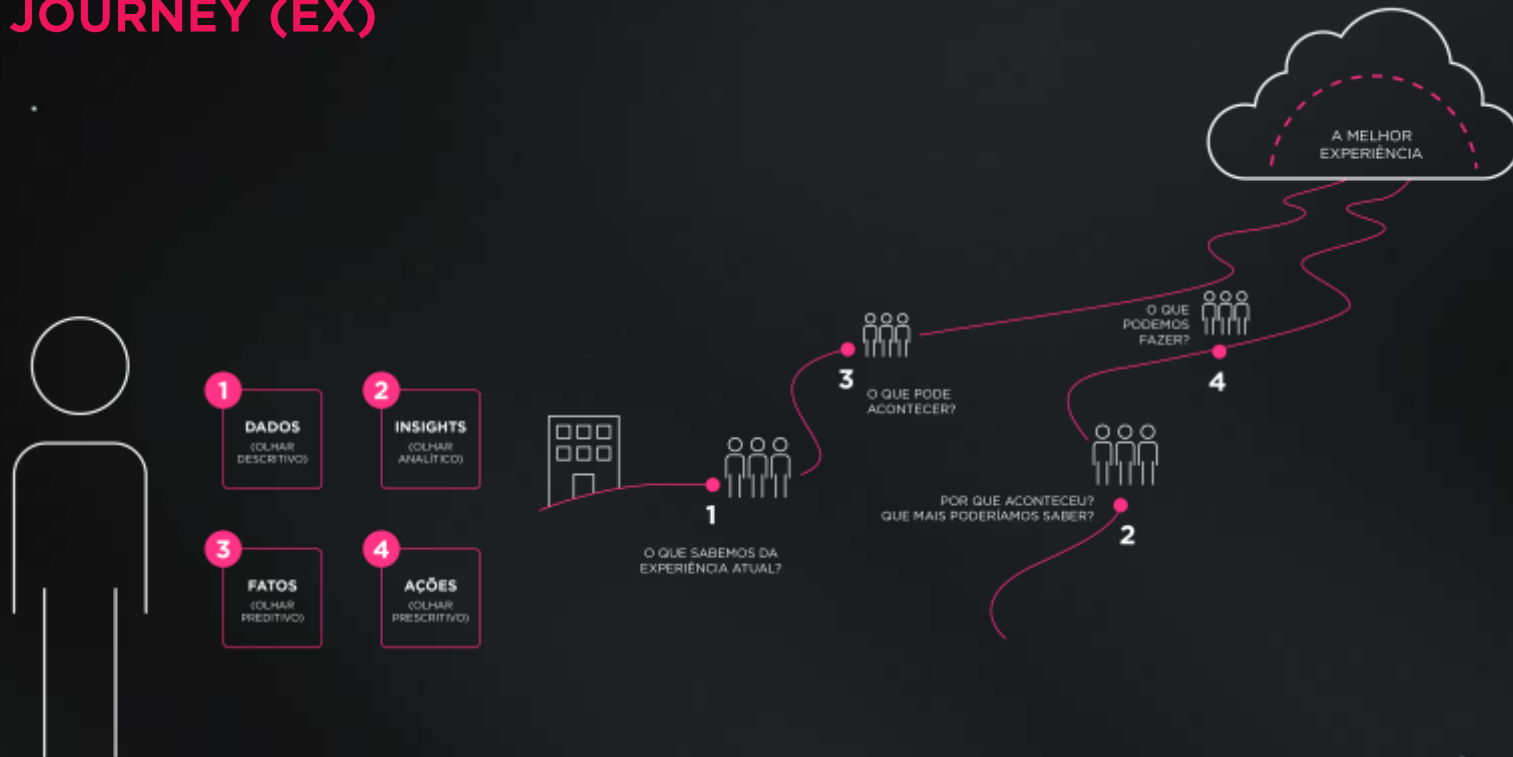 JOURNEY (EX)
A MELHOR
EXPERIÊNCIA
1
DADOS
(OLHAR
DESCRITIVO)
2
INSIGHTS
(OLHAR
ANALÍTICO)
3
FATOS
(OLHAR
PREDITIVO)
4
AÇÕES
(OLHAR
PRESCRITIVO)
1
O QUE SABEMOS DA
EXPERIÊNCIA ATUAL?
3
O QUE PODE
ACONTECER?
O QUE
PODEMOS
FAZER?
4
POR QUE ACONTECEU?
QUE MAIS PODERÍAMOS SABER?
2